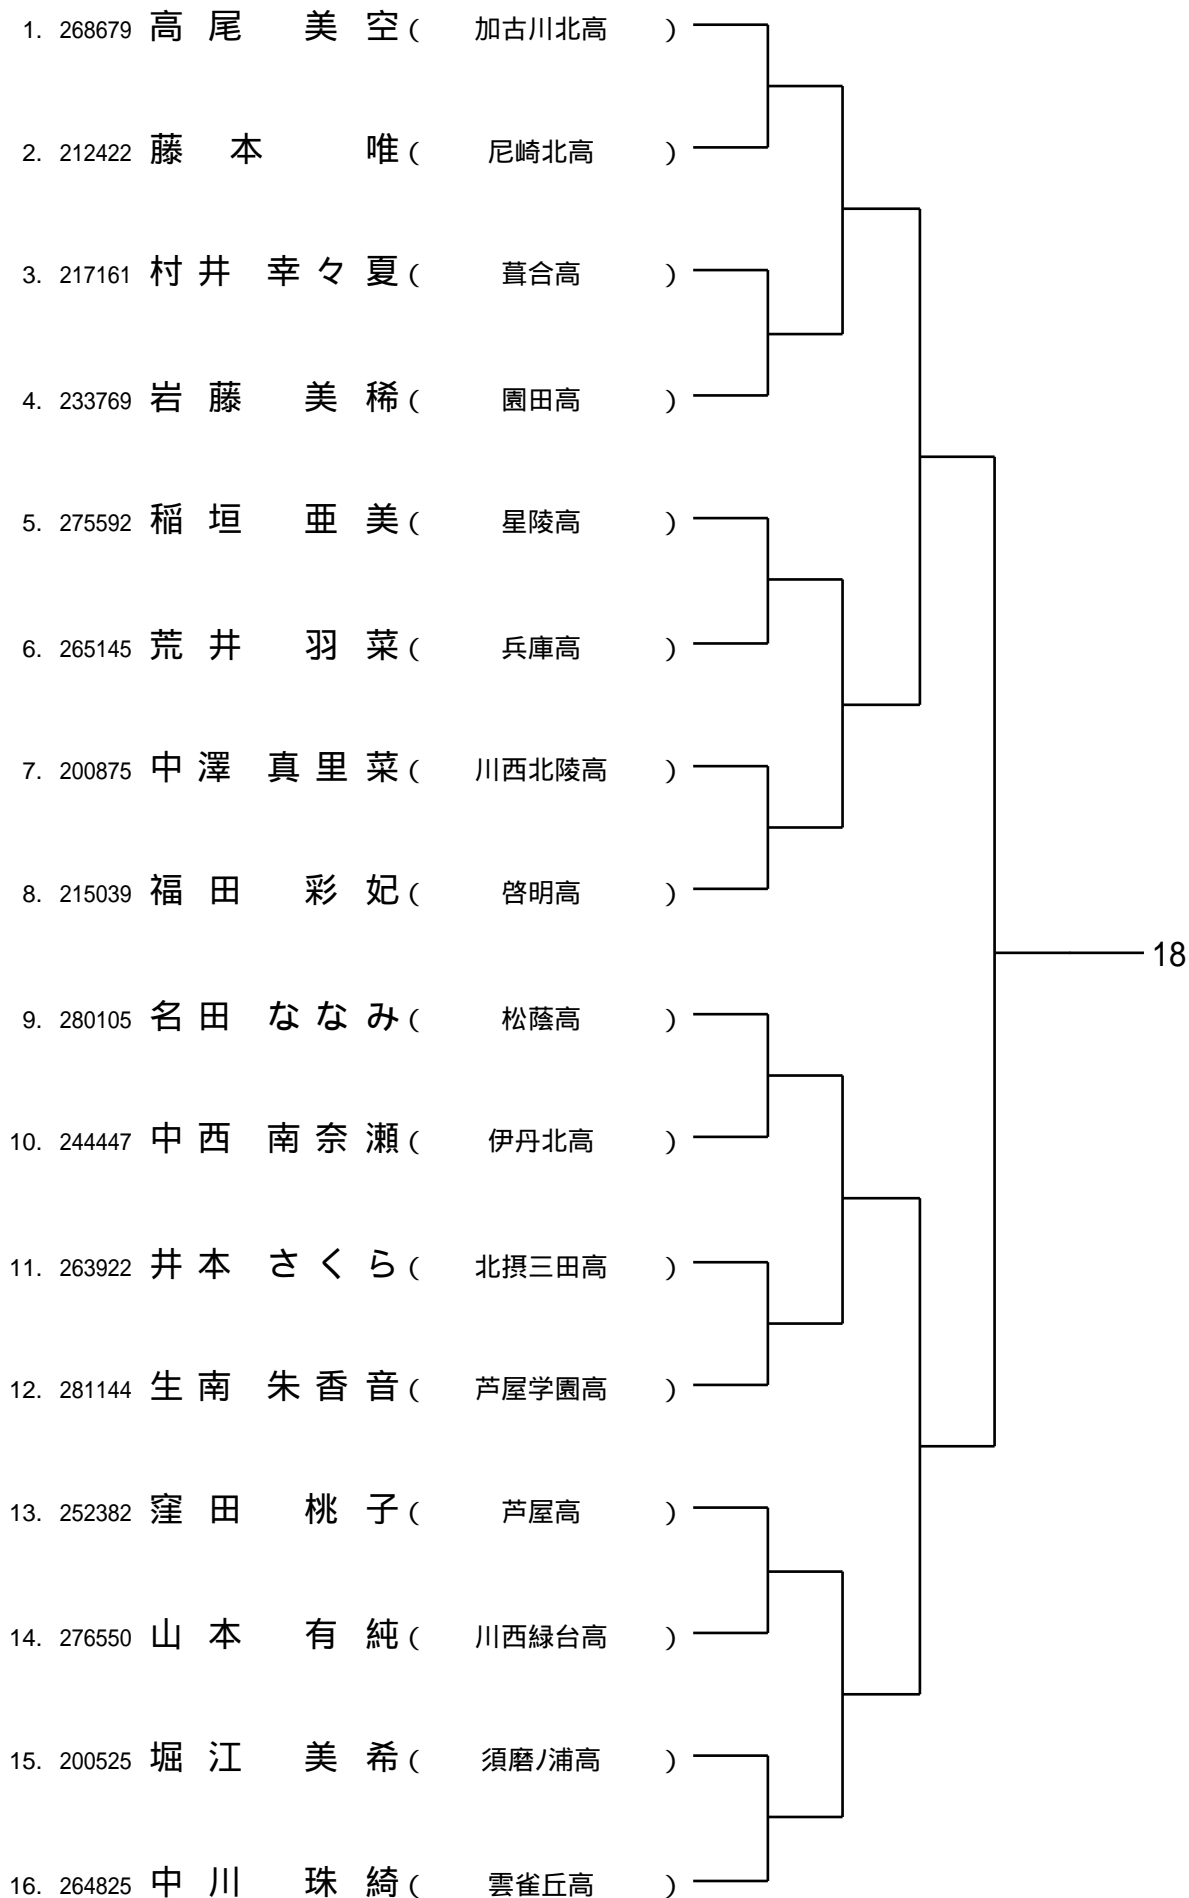 1. 268679 高尾 美空 ( 加古川北高 )
2. 212422 藤本 唯 ( 尼崎北高 )
3. 217161 村井 幸々夏 ( 葺合高 )
4. 233769 岩藤 美稀 ( 園田高 )
5. 275592 稲垣 亜美 ( 星陵高 )
6. 265145 荒井 羽菜 ( 兵庫高 )
7. 200875 中澤 真里菜 ( 川西北陵高 )
8. 215039 福田 彩妃 ( 啓明高 )
18
9. 280105 名田 ななみ ( 松蔭高 )
10. 244447 中西 南奈瀬 ( 伊丹北高 )
11. 263922 井本 さくら ( 北摂三田高 )
12. 281144 生南 朱香音 ( 芦屋学園高 )
13. 252382 窪田 桃子 ( 芦屋高 )
14. 276550 山本 有純 ( 川西緑台高 )
15. 200525 堀江 美希 ( 須磨ノ浦高 )
16. 264825 中川 珠綺 ( 雲雀丘高 )